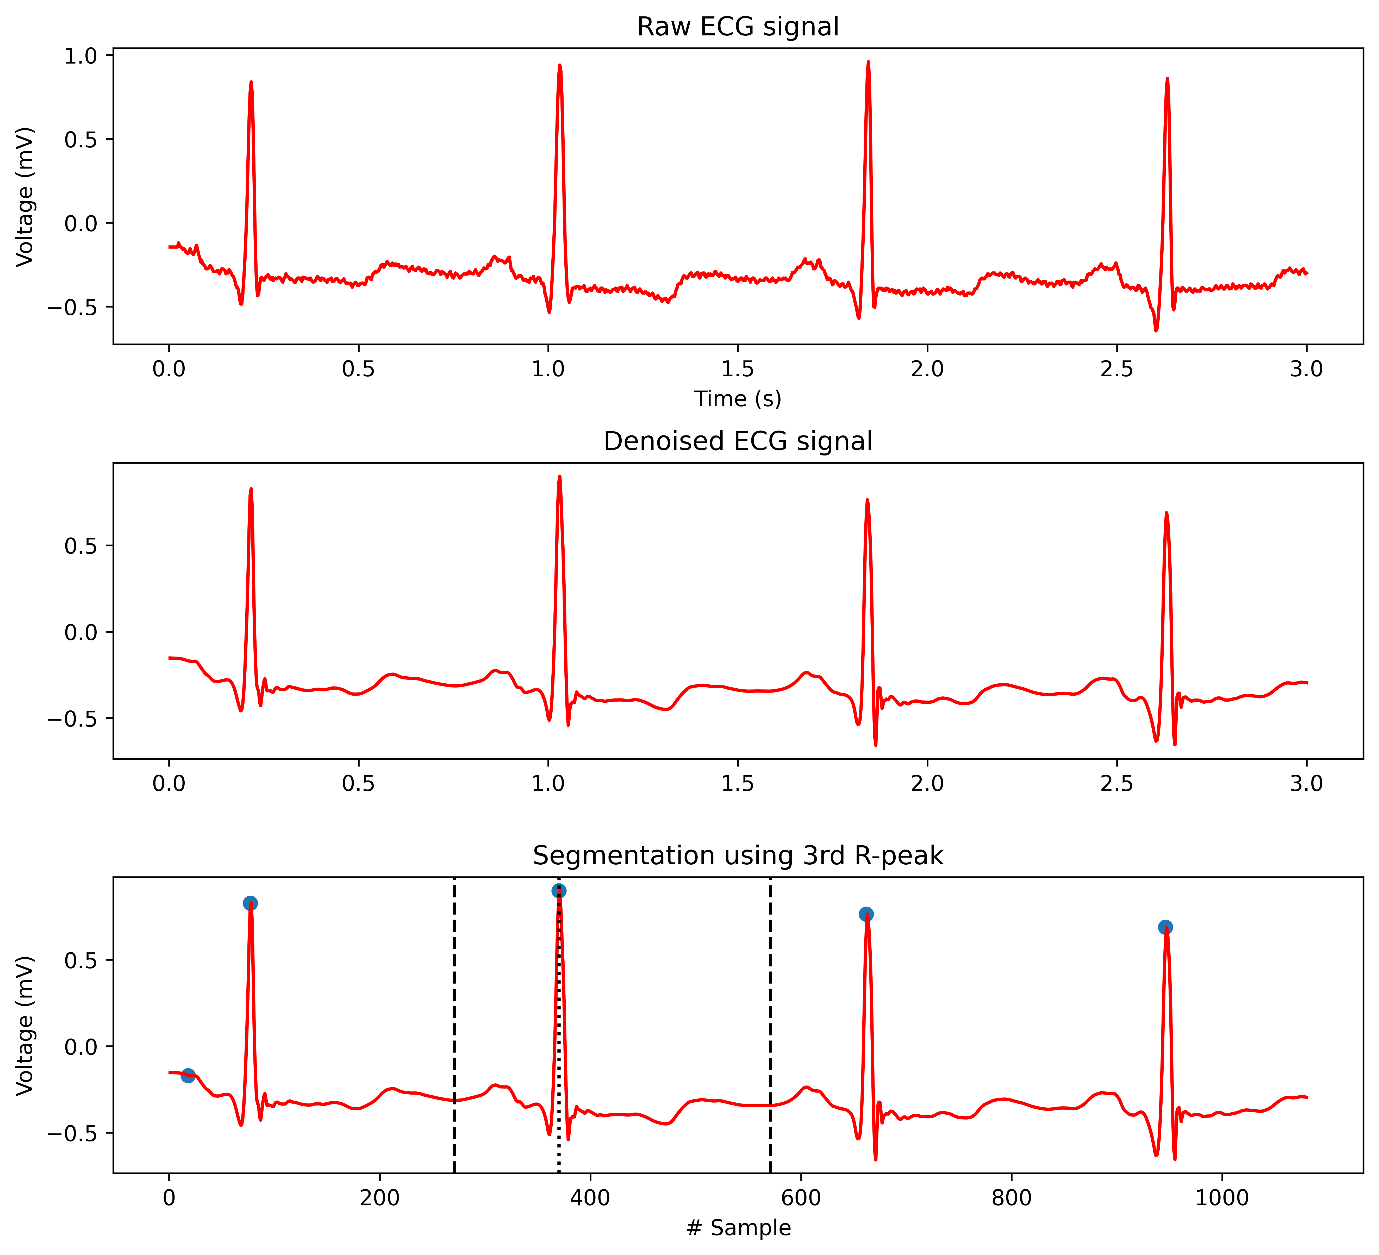 Raw ECG signal
1.0
0.5
0.0
−0.5
Voltage (mV)
0.0 0.5 1.0 1.5 2.0 2.5 3.0
Time (s)
Denoised ECG signal
0.5
0.0
−0.5
0.0 0.5 1.0 1.5 2.0 2.5 3.0
Segmentation using 3rd R-peak
0.5
0.0
−0.5
Voltage (mV)
0 200 400 600 800 1000
# Sample